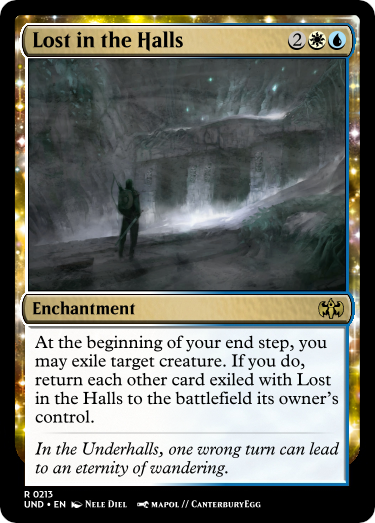 Lost in the Halls 2
Enchantment
At the beginning of your end step, you
may exile target creature. If you do,
return each other card exiled with Lost
in the Halls to the battlefield its owner's
control.
In the Underhalls, one wrong turn can lead
to an eternity of wandering.
R 0213
UND • EN Nele Diel mapol // CanterburyEgg